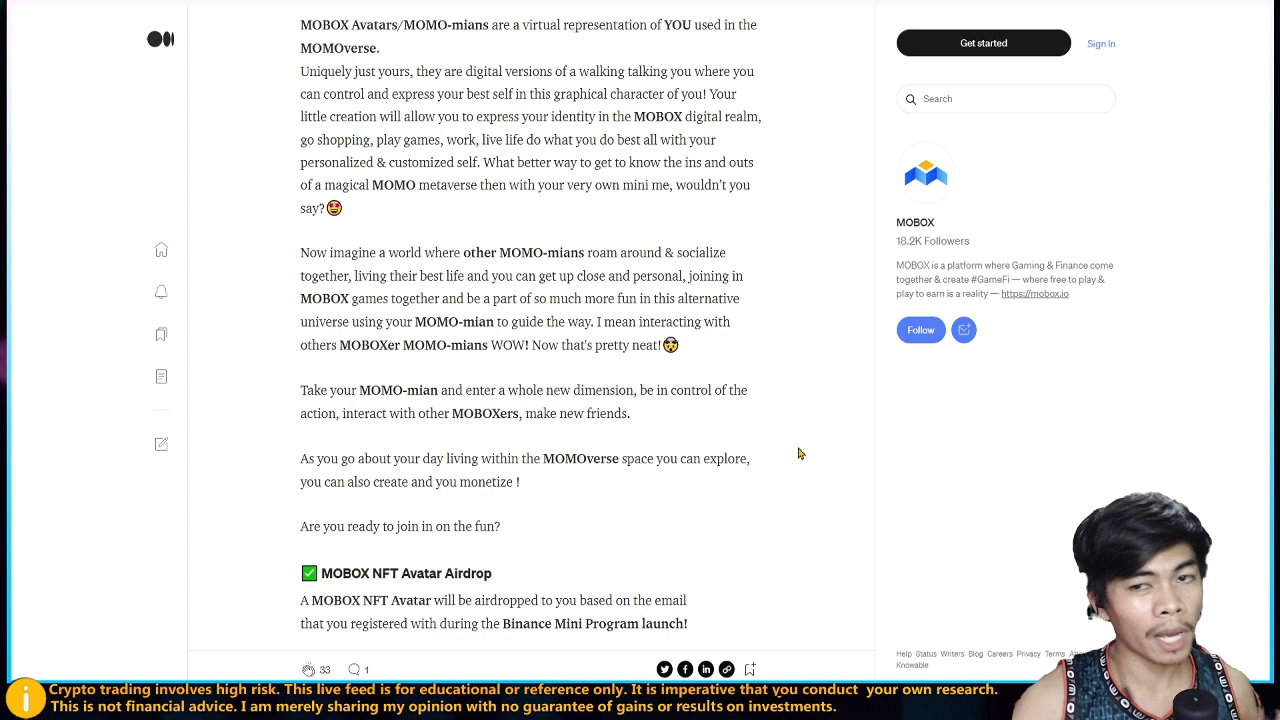 MOBOX Avatars/MOMO-mians are a virtual representation of YOU used in the
MOMOverse.
Uniquely just yours, they are digital versions of a walking talking you where you
can control and express your best self in this graphical character of you! Your
little creation will allow you to express your identity in the MOBOX digital realm,
go shopping, play games, work, live life do what you do best all with your
personalized & customized self. What better way to get to know the ins and outs
of a magical MOMO metaverse then with your very own mini me, wouldn't you
say?
Now imagine a world where other MOMO-mians roam around & socialize
together, living their best life and you can get up close and personal, joining in
MOBOX games together and be a part of so much more fun in this alternative
universe using your MOMO-mian to guide the way. I mean interacting with
others MOBOXer MOMO-mians WOW! Now that's pretty neat!
Take your MOMO-mian and enter a whole new dimension, be in control of the
action, interact with other MOBOXers, make new friends.
As you go about your day living within the MOMOverse space you can explore,
you can also create and you monetize !
Are you ready to join in on the fun?
MOBOX NFT Avatar Airdrop
A MOBOX NFT Avatar will be airdropped to you based on the email
that you registered with during the Binance Mini Program launch!
33 1
Get started Sign In
Search
MOBOX
18.2K Followers
MOBOX is a platform where Gaming & Finance come
together & create #GameFi — where free to play &
play to earn is a reality — https://mobox.io
Follow
Help Status Writers Blog Careers Privacy Terms
Knowable
Crypto trading involves high risk. This live feed is for educational or reference only. It is imperative that you conduct your own research.
This is not financial advice. I am merely sharing my opinion with no guarantee of gains or results on investments.